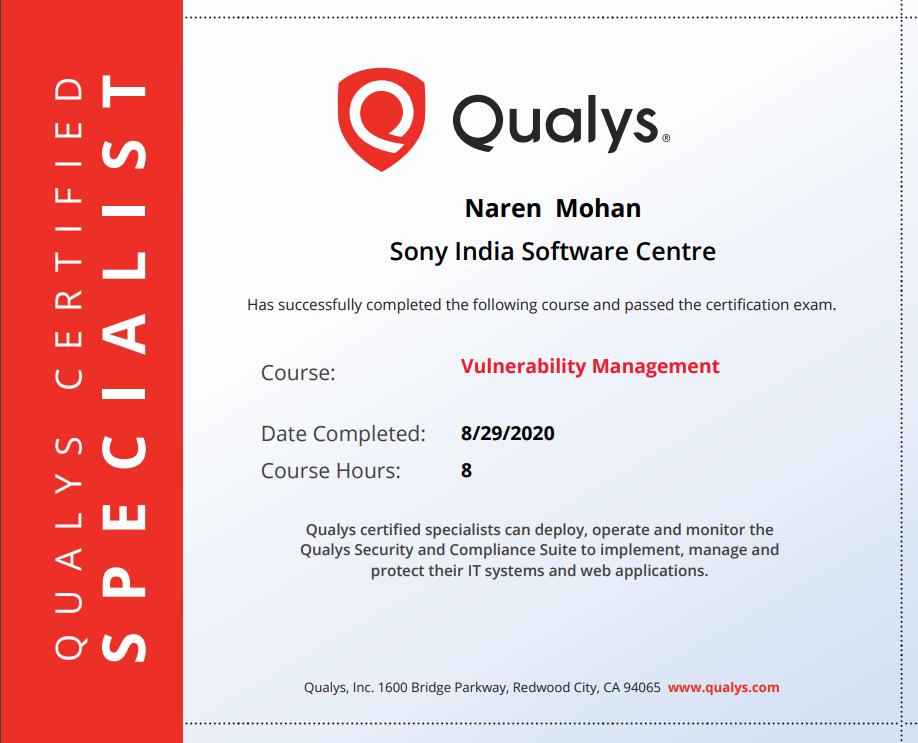 QUALYS CERTIFIED
SPECIALIST
Qualys®
Naren Mohan
Sony India Software Centre
Has successfully completed the following course and passed the certification exam.
Course: Vulnerability Management
Date Completed: 8/29/2020
Course Hours: 8
Qualys certified specialists can deploy, operate and monitor the
Qualys Security and Compliance Suite to implement, manage and
protect their IT systems and web applications.
Qualys, Inc. 1600 Bridge Parkway, Redwood City, CA 94065 www.qualys.com